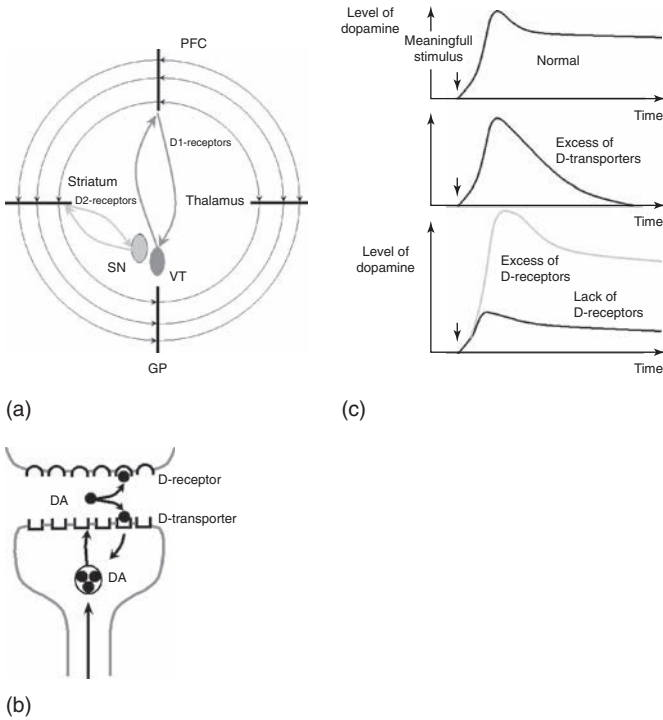 PFC
D1-receptors
Striatum
D2-receptors
Thalamus
SN
VT
GP
(a)
Level of
dopamine
Meaningfull
stimulus
Normal
Time
Excess of
D-transporters
Time
Level of
dopamine
Excess of
D-receptors
Lack of
D-receptors
Time
(c)
D-receptor
DA
D-transporter
DA
(b)